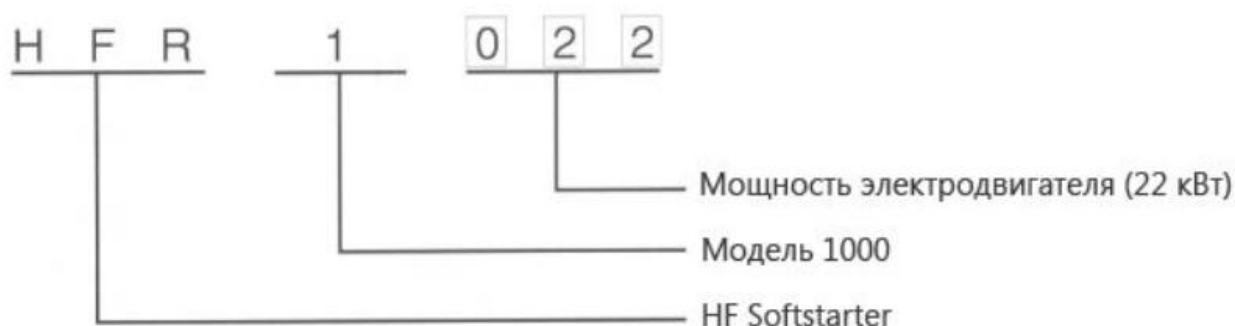 H F R 1 0 2 2
Мощность электродвигателя (22 кВт)
Модель 1000
HF Softstarter